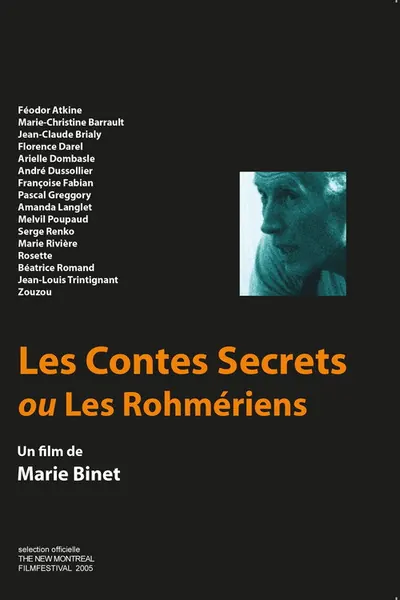 Féodor Atkine
Marie-Christine Barrault
Jean-Claude Brialy
Florence Darel
Arielle Dombasle
André Dussollier
Françoise Fabian
Pascal Greggory
Amanda Langlet
Melvil Poupaud
Serge Renko
Marie Rivière
Rosette
Béatrice Romand
Jean-Louis Trintignant
Zouzou
Les Contes Secrets
ou Les Rohmériens
Un film de
Marie Binet
selection officielle
THE NEW MONTREAL
FILMFESTIVAL 2005